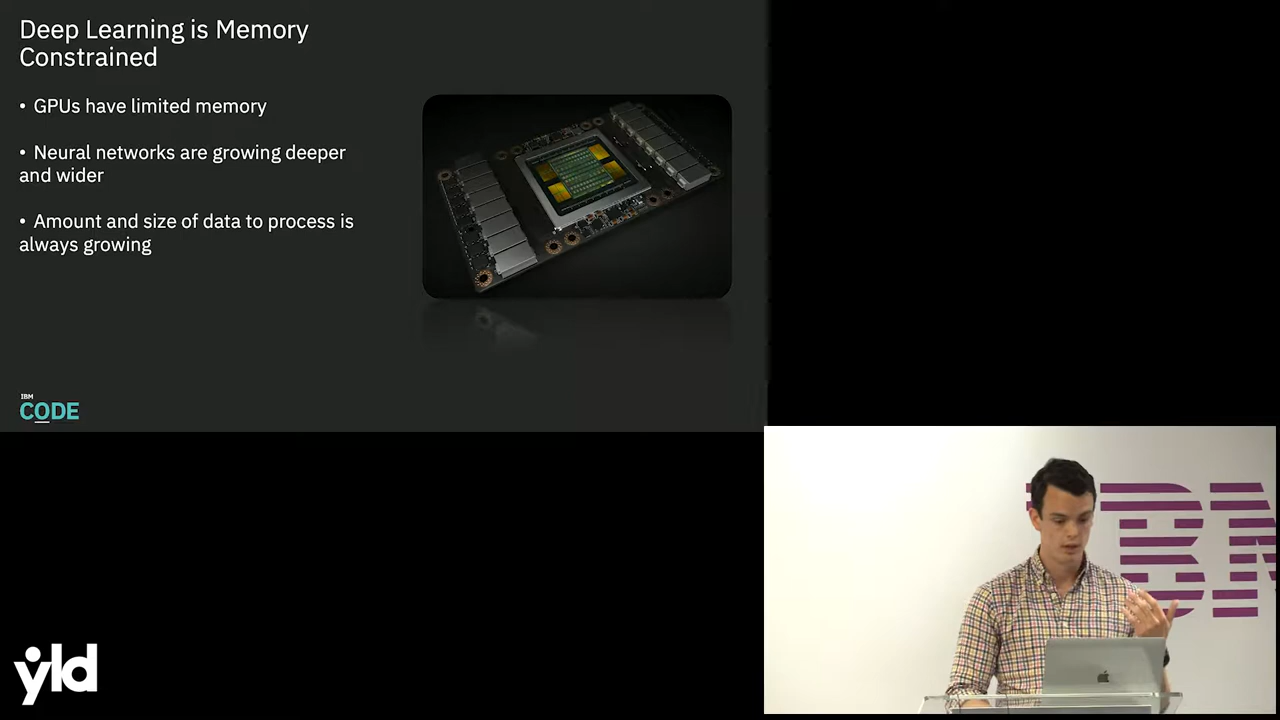 Deep Learning is Memory
Constrained
• GPUs have limited memory
• Neural networks are growing deeper
and wider
• Amount and size of data to process is
always growing
IBM
CODE
IBM
yld